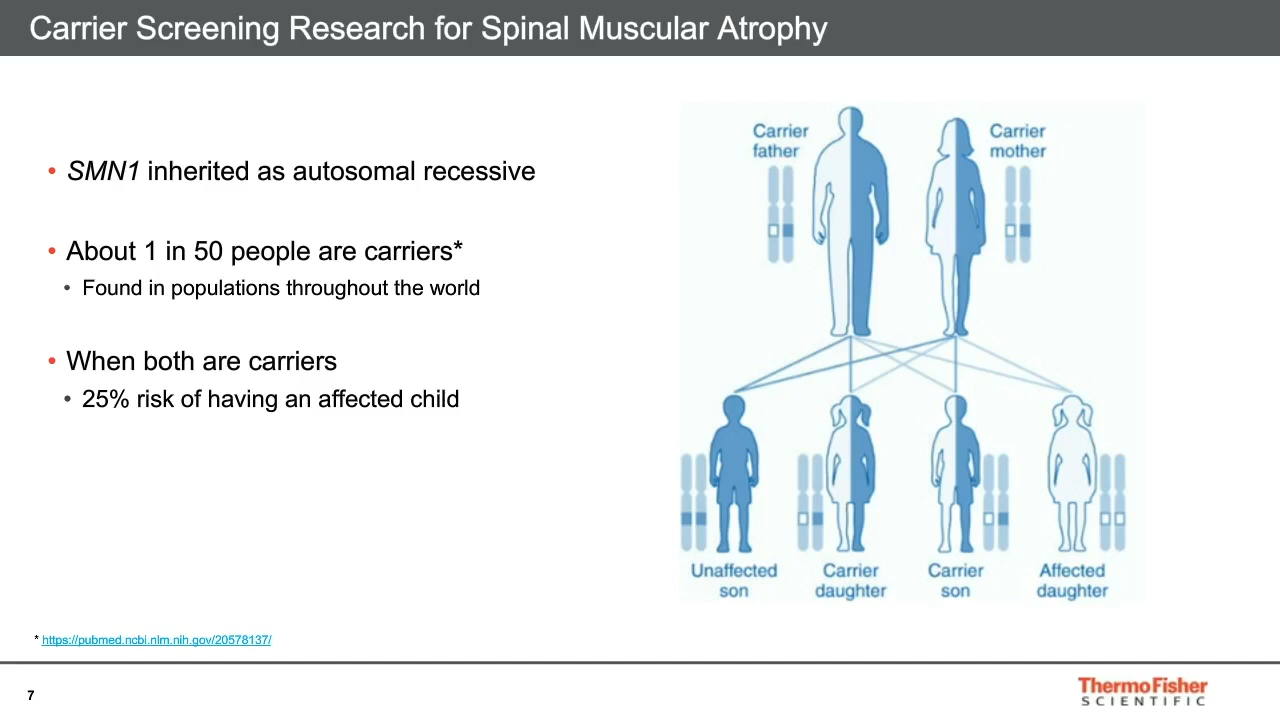 Carrier Screening Research for Spinal Muscular Atrophy
• SMN1 inherited as autosomal recessive
• About 1 in 50 people are carriers*
• Found in populations throughout the world
• When both are carriers
• 25% risk of having an affected child
Carrier
father
Carrier
mother
Unaffected
son
Carrier
daughter
Carrier
son
Affected
daughter
* https://pubmed.ncbi.nlm.nih.gov/20578137/
7
ThermoFisher
SCIENTIFIC